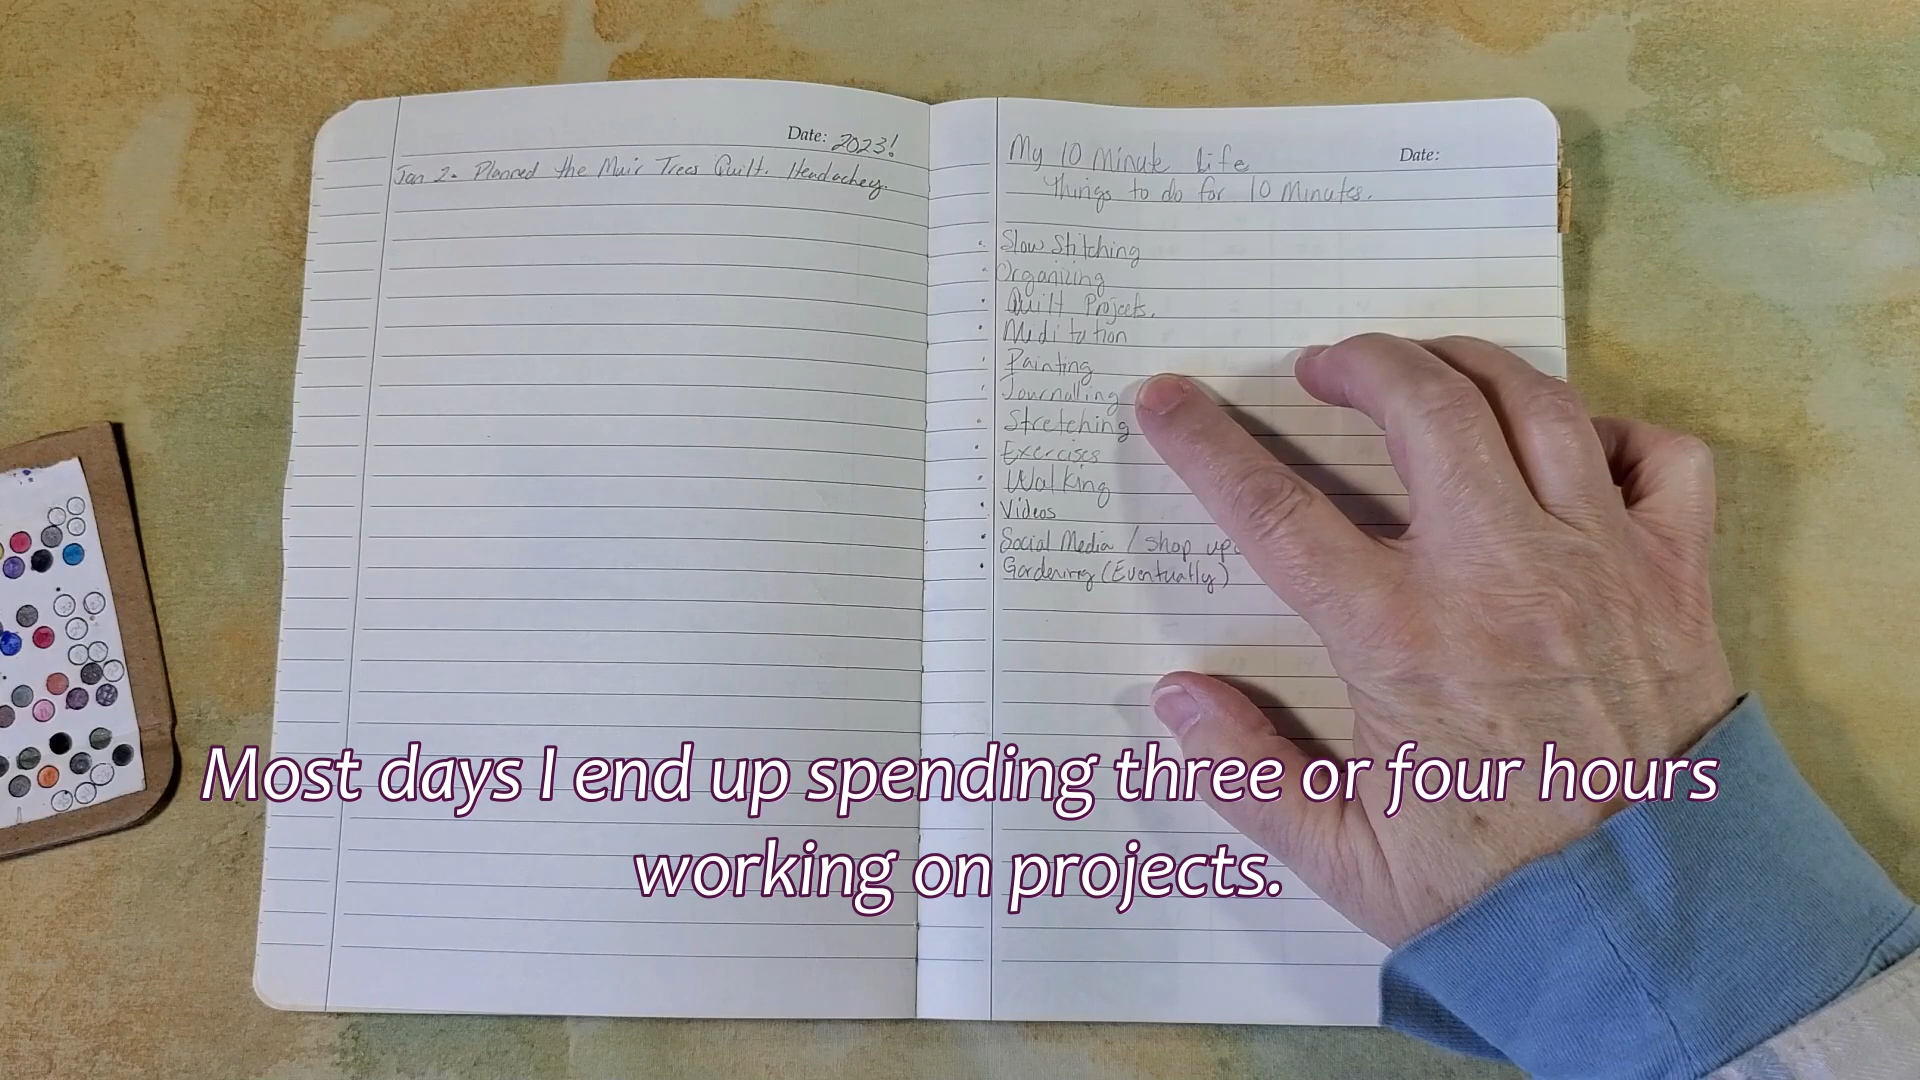 Date: 2023!
Jan 2. Planned the Muir Trees Quilt. Headachey.
My 10 Minute Life
Date:
Things to do for 10 Minutes.
· Slow Stitching
· Organizing
· Quilt Projects.
· Meditation
· Painting
· Journalling
· Stretching
· Exercises
· Walking
· Videos
· Social Media / Shop
· Gardening (Eventually)
Most days I end up spending three or four hours
working on projects.